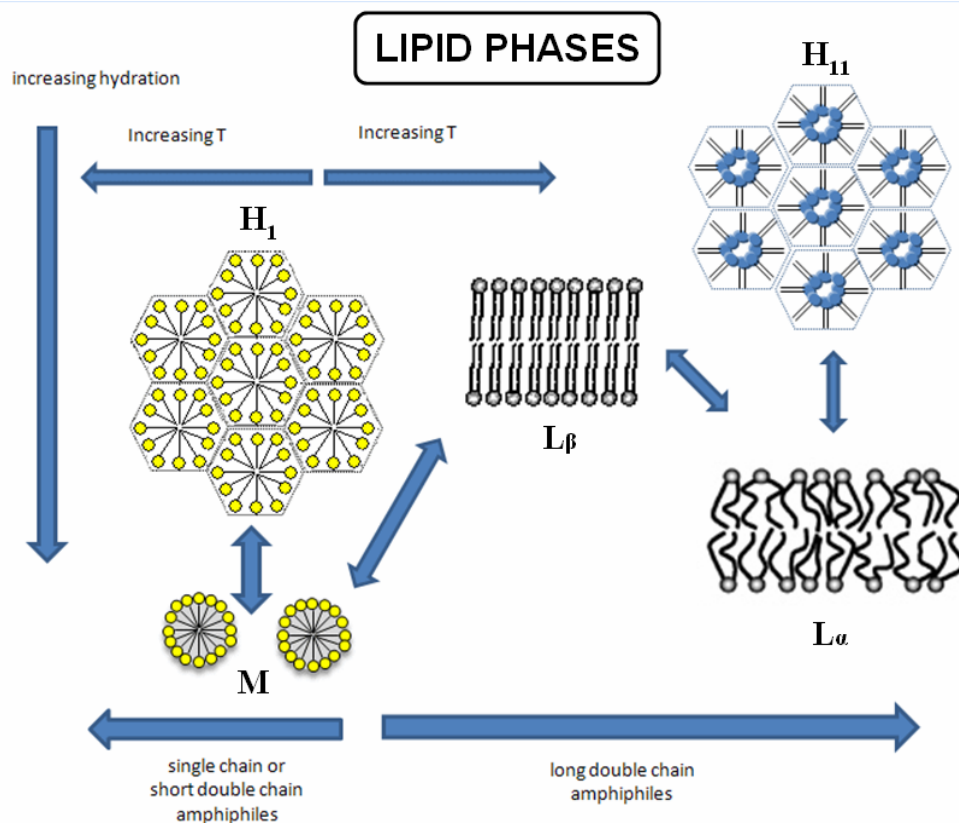 LIPID PHASES
H₁₁
increasing hydration
Increasing T
Increasing T
H₁
Lβ
Lα
M
single chain or
short double chain
amphiphiles
long double chain
amphiphiles